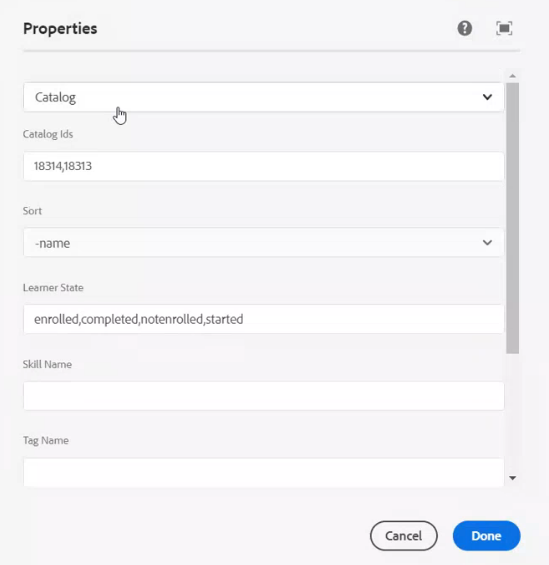 Properties
Catalog
Catalog Ids
18314,18313
Sort
-name
Learner State
enrolled,completed,notenrolled,started
Skill Name
Tag Name
Cancel
Done